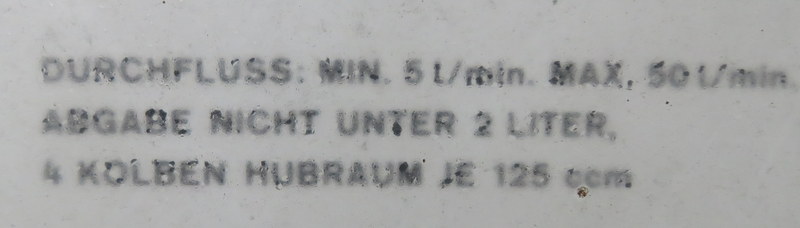 DURCHFLUSS: MIN. 5 l/min. MAX. 50 l/min.
ABGABE NICHT UNTER 2 LITER.
4 KOLBEN HUBRAUM JE 125 ccm